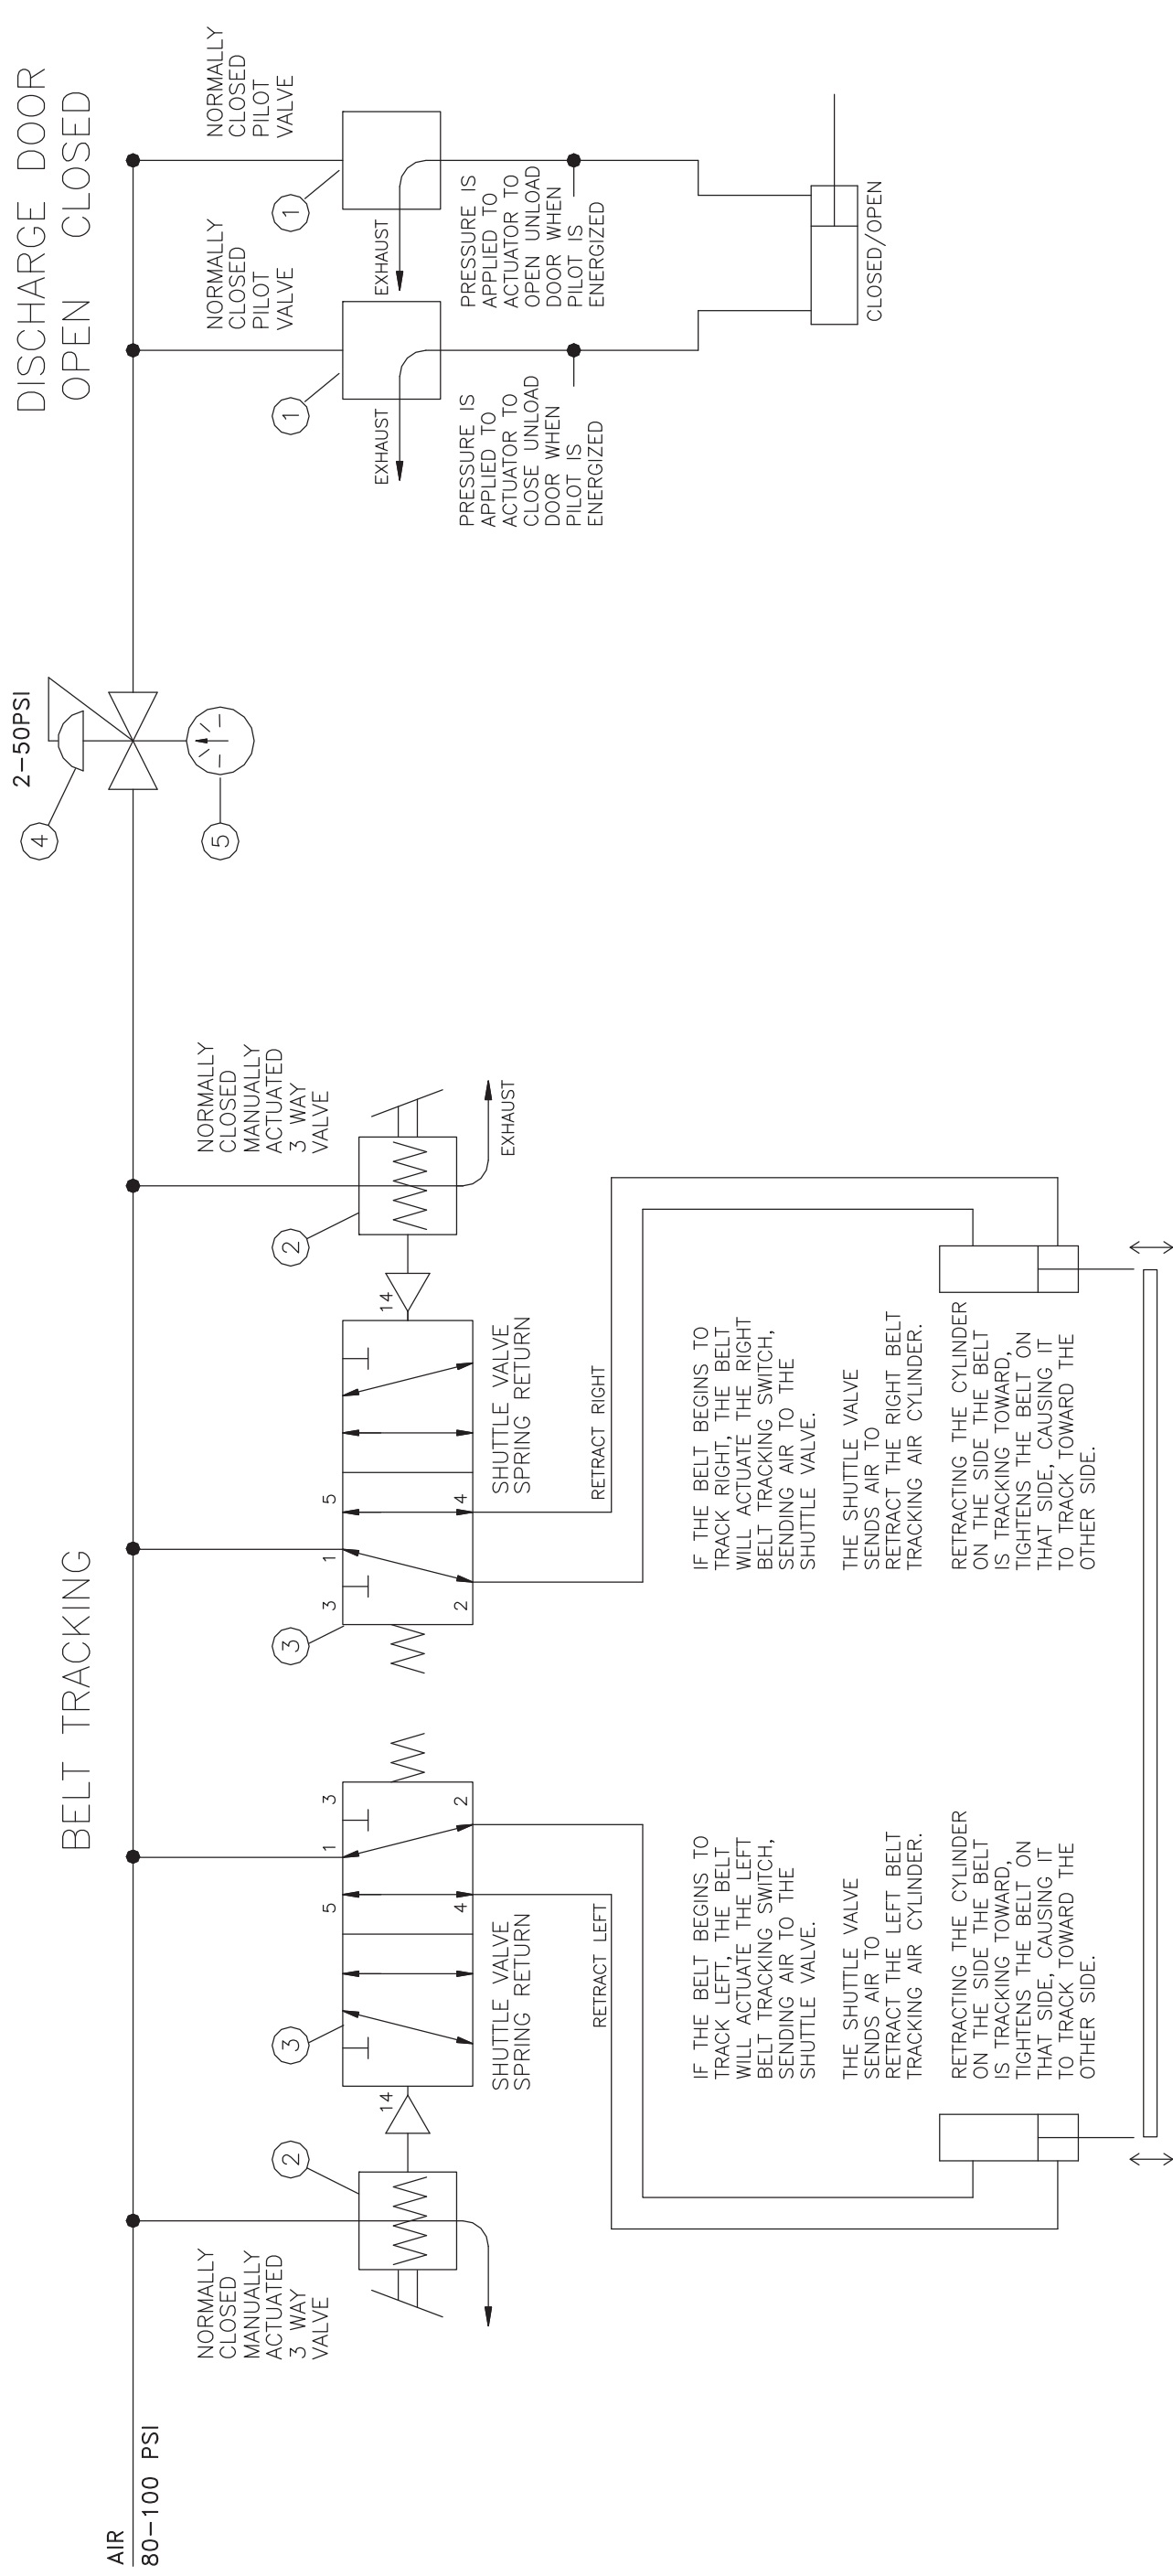 AIR
80-100 PSI
BELT TRACKING
NORMALLY
CLOSED
MANUALLY
ACTUATED
3 WAY
VALVE
2
14
3
5
1
3
4
2
SHUTTLE VALVE
SPRING RETURN
RETRACT LEFT
IF THE BELT BEGINS TO
TRACK LEFT, THE BELT
WILL ACTUATE THE LEFT
BELT TRACKING SWITCH,
SENDING AIR TO THE
SHUTTLE VALVE.
THE SHUTTLE VALVE
SENDS AIR TO
RETRACT THE LEFT BELT
TRACKING AIR CYLINDER.
RETRACTING THE CYLINDER
ON THE SIDE THE BELT
IS TRACKING TOWARD,
TIGHTENS THE BELT ON
THAT SIDE, CAUSING IT
TO TRACK TOWARD THE
OTHER SIDE.
3
3
1
5
2
4
14
SHUTTLE VALVE
SPRING RETURN
RETRACT RIGHT
IF THE BELT BEGINS TO
TRACK RIGHT, THE BELT
WILL ACTUATE THE RIGHT
BELT TRACKING SWITCH,
SENDING AIR TO THE
SHUTTLE VALVE.
THE SHUTTLE VALVE
SENDS AIR TO
RETRACT THE RIGHT BELT
TRACKING AIR CYLINDER.
RETRACTING THE CYLINDER
ON THE SIDE THE BELT
IS TRACKING TOWARD,
TIGHTENS THE BELT ON
THAT SIDE, CAUSING IT
TO TRACK TOWARD THE
OTHER SIDE.
NORMALLY
CLOSED
MANUALLY
ACTUATED
3 WAY
VALVE
2
EXHAUST
2-50PSI
4
5
DISCHARGE DOOR
OPEN CLOSED
NORMALLY
CLOSED
PILOT
VALVE
1
EXHAUST
PRESSURE IS
APPLIED TO
ACTUATOR TO
CLOSE UNLOAD
DOOR WHEN
PILOT IS
ENERGIZED
NORMALLY
CLOSED
PILOT
VALVE
1
EXHAUST
PRESSURE IS
APPLIED TO
ACTUATOR TO
OPEN UNLOAD
DOOR WHEN
PILOT IS
ENERGIZED
CLOSED/OPEN